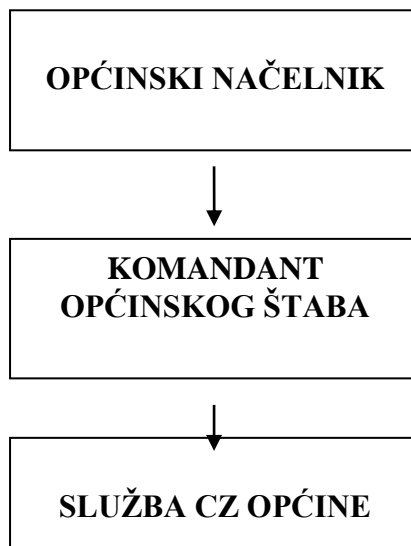 OPĆINSKI NAČELNIK
KOMANDANT
OPĆINSKOG ŠTABA
SLUŽBA CZ OPĆINE